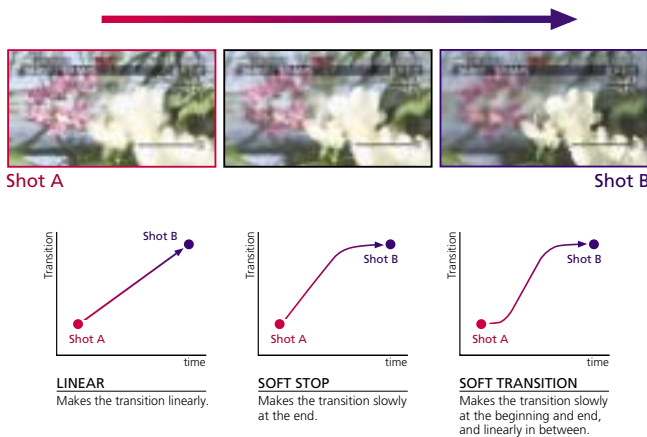 Shot A
Shot B
Transition
Shot B
Shot A
time
LINEAR
Makes the transition linearly.
Transition
Shot B
Shot A
time
SOFT STOP
Makes the transition slowly
at the end.
Transition
Shot B
Shot A
time
SOFT TRANSITION
Makes the transition slowly
at the beginning and end,
and linearly in between.